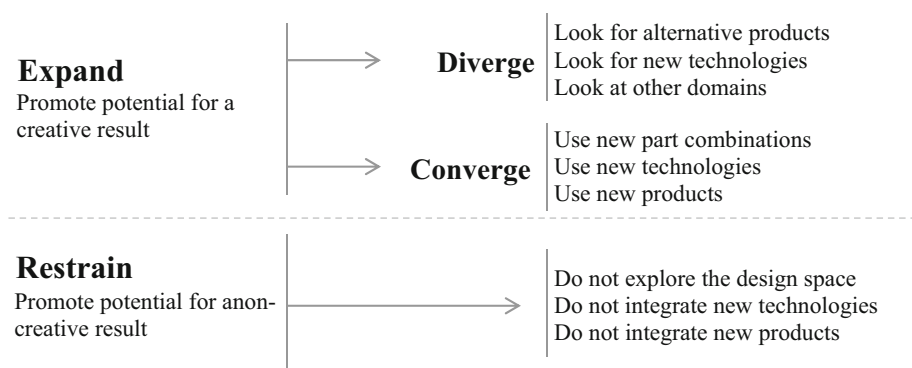 Expand
Promote potential for a
creative result
Diverge
Look for alternative products
Look for new technologies
Look at other domains
Converge
Use new part combinations
Use new technologies
Use new products
Restrain
Promote potential for anon-
creative result
Do not explore the design space
Do not integrate new technologies
Do not integrate new products